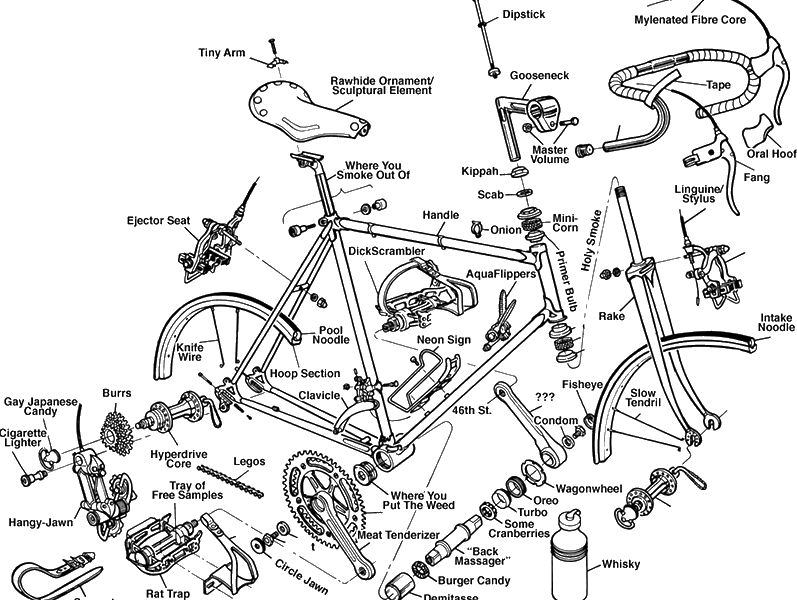 Dipstick
Mylenated Fibre Core
Tiny Arm
Gooseneck
Rawhide Ornament/
Sculptural Element
Tape
Master
Volume
Oral Hoof
Where You
Smoke Out Of
Kippah
Fang
Scab
Linguine/
Stylus
Ejector Seat
Handle
Onion
Mini-
Corn
DickScrambler
Holy Smoke
Primer Bulb
AquaFlippers
Rake
Intake
Noodle
Pool
Noodle
Knife
Wire
Neon Sign
Hoop Section
Fisheye
Slow
Tendril
Clavicle
???
46th St.
Gay Japanese
Candy
Burrs
Condom
Cigarette
Lighter
Hyperdrive
Core
Legos
Tray of
Free Samples
Where You
Put The Weed
Wagonwheel
Oreo
Turbo
Some
Cranberries
Hangy-Jawn
Meat Tenderizer
t
"Back
Massager"
Whisky
Circle Jawn
Burger Candy
Rat Trap
Demitasse